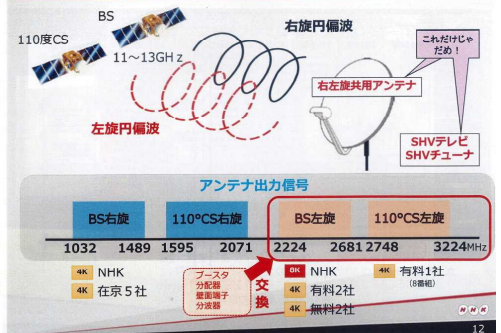 BS
110度CS
11～13GHz
右旋円偏波
左旋円偏波
これだけじゃ
だめ！
右左旋共用アンテナ
SHVテレビ
SHVチューナ
アンテナ出力信号
BS右旋
110°CS右旋
BS左旋
110°CS左旋
1032 1489 1595 2071 2224 2681 2748 3224MHz
4K NHK
4K 在京５社
ブースタ
分配器
壁面端子
分波器
交換
8K NHK
4K 有料2社
4K 無料2社
4K 有料1社
(8番組)
NHK
12